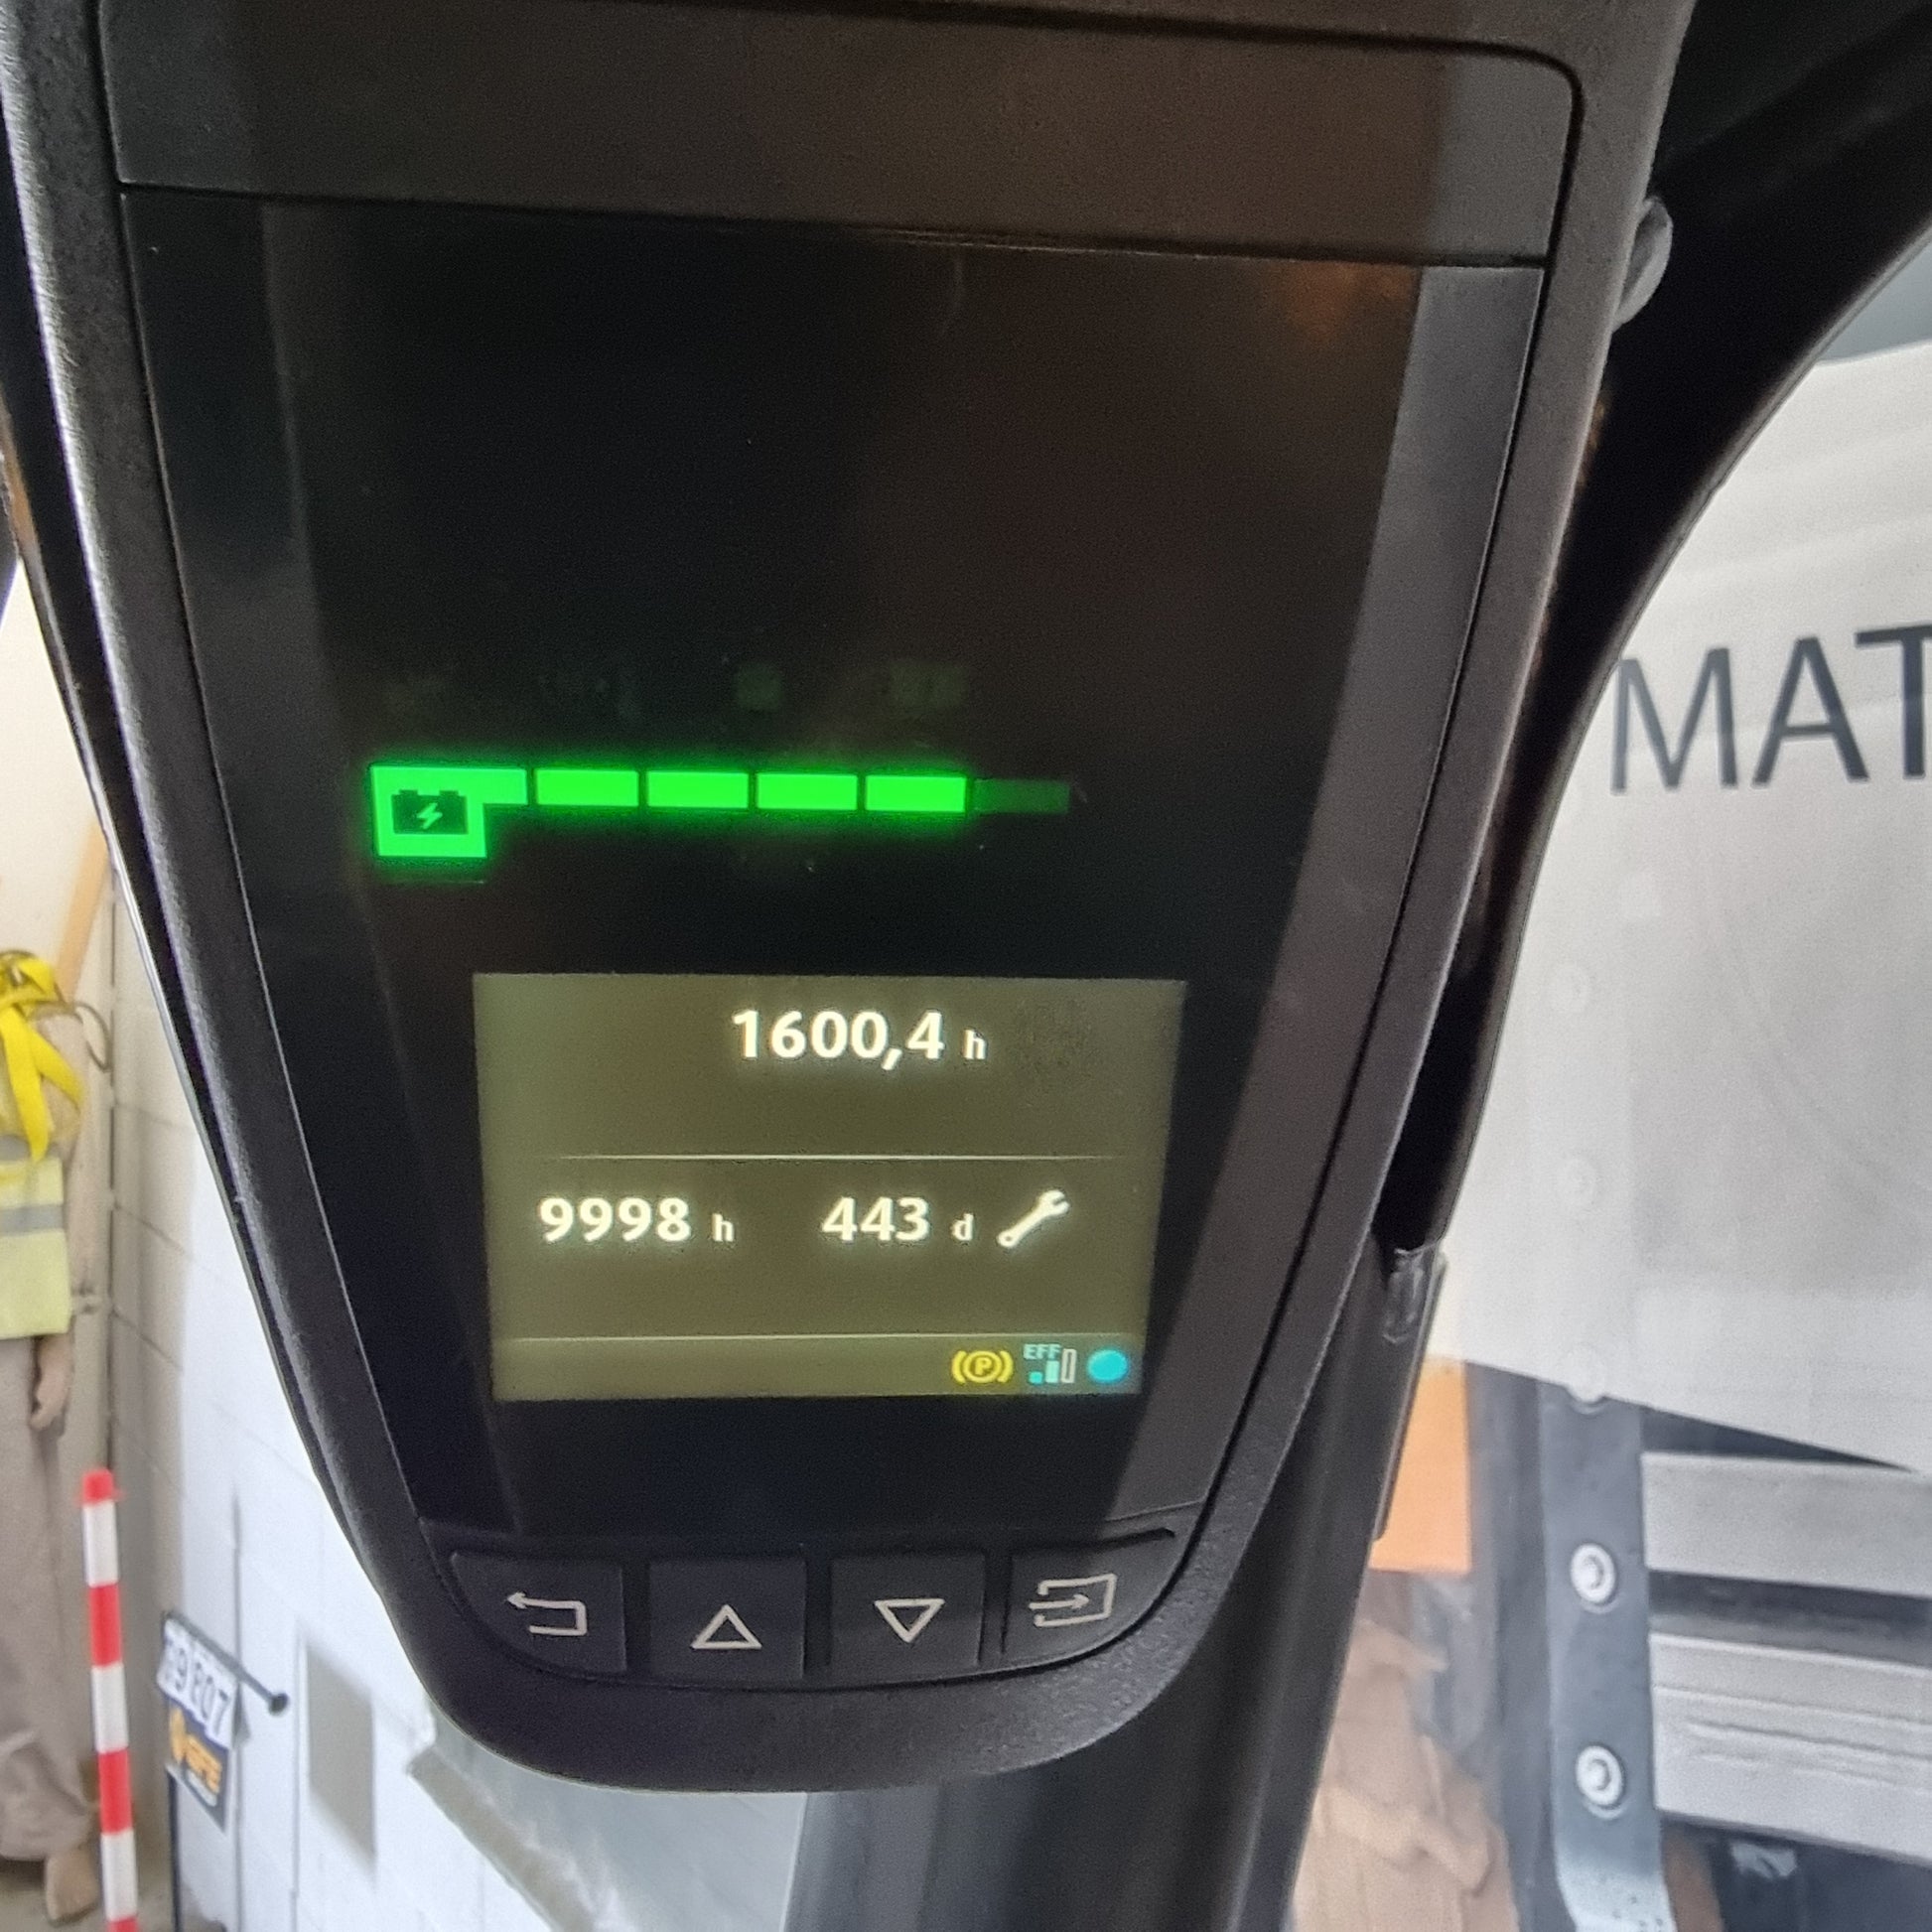 MAT
1600,4 h
9998 h 443 d
(P) EFF